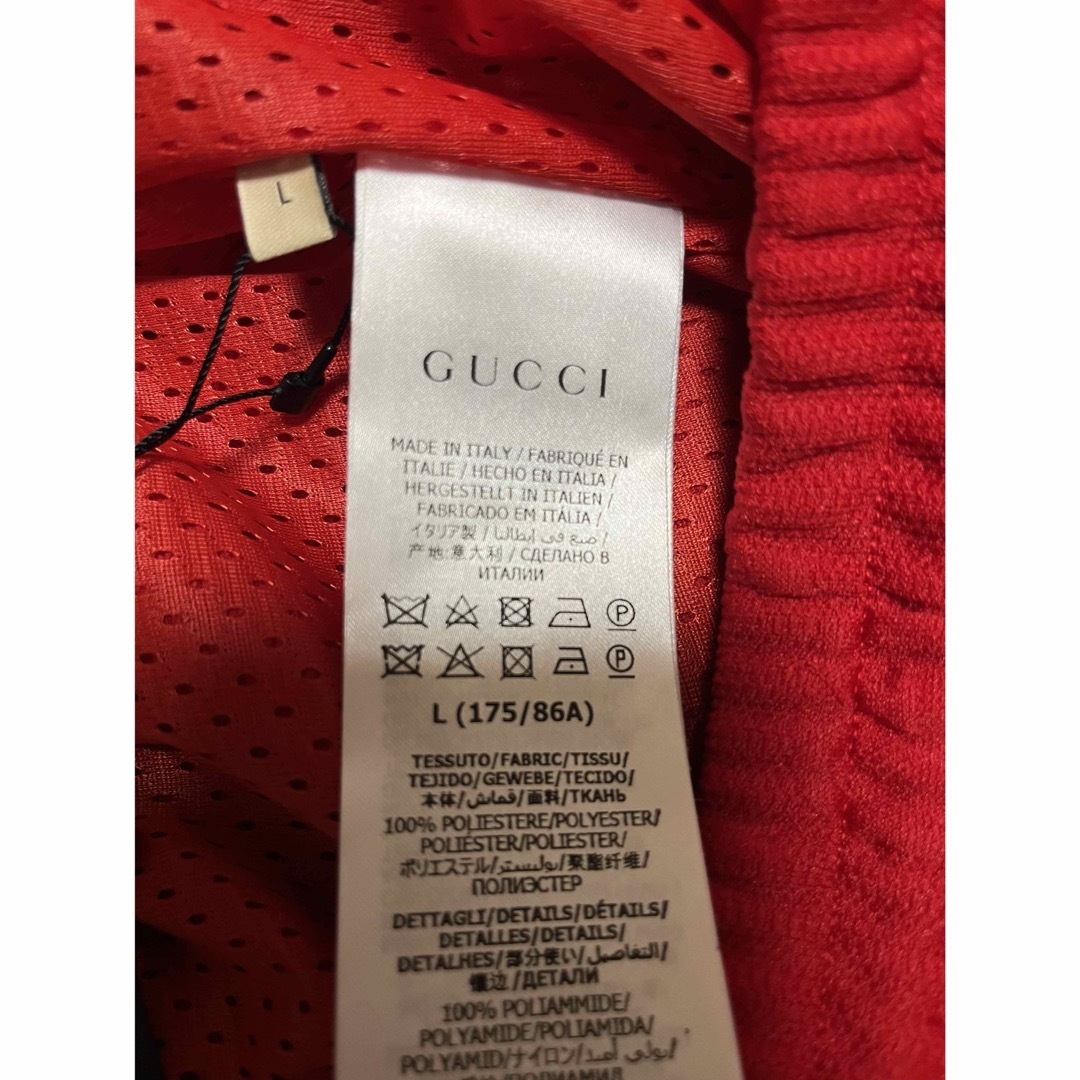 L
GUCCI
MADE IN ITALY / FABRIQUÉ EN
ITALIE / HECHO EN ITALIA /
HERGESTELLT IN ITALIEN /
FABRICADO EM ITÁLIA /
イタリア製 / صنع في إيطاليا /
产地:意大利 / СДЕЛАНО В
ИТАЛИИ
P
P
L (175/86A)
TESSUTO/FABRIC/TISSU/
TEJIDO/GEWEBE/TECIDO/
本体/قماش/面料/ТКАНЬ
100% POLIESTERE/POLYESTER/
POLIÉSTER/POLIESTER/
ポリエステル/بوليستر/聚酯纤维/
ПОЛИЭСТЕР
DETTAGLI/DETAILS/DÉTAILS/
DETALLES/DETAILS/
DETALHES/部分使い/التفاصيل/
镶边/ДЕТАЛИ
100% POLIAMMIDE/
POLYAMIDE/POLIAMIDA/
POLYAMID/ナイロン/بولي أميد/
POLIAMIDA